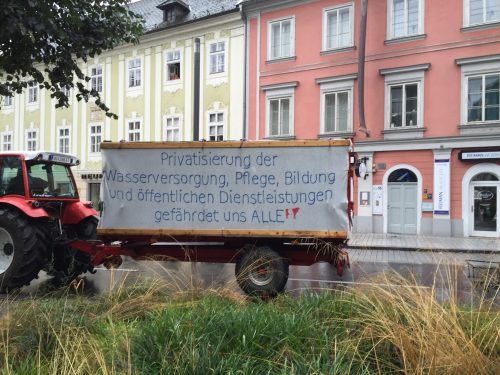 Privatisierung der
Wasserversorgung, Pflege, Bildung
und öffentlichen Dienstleistungen
gefährdet uns ALLE!?